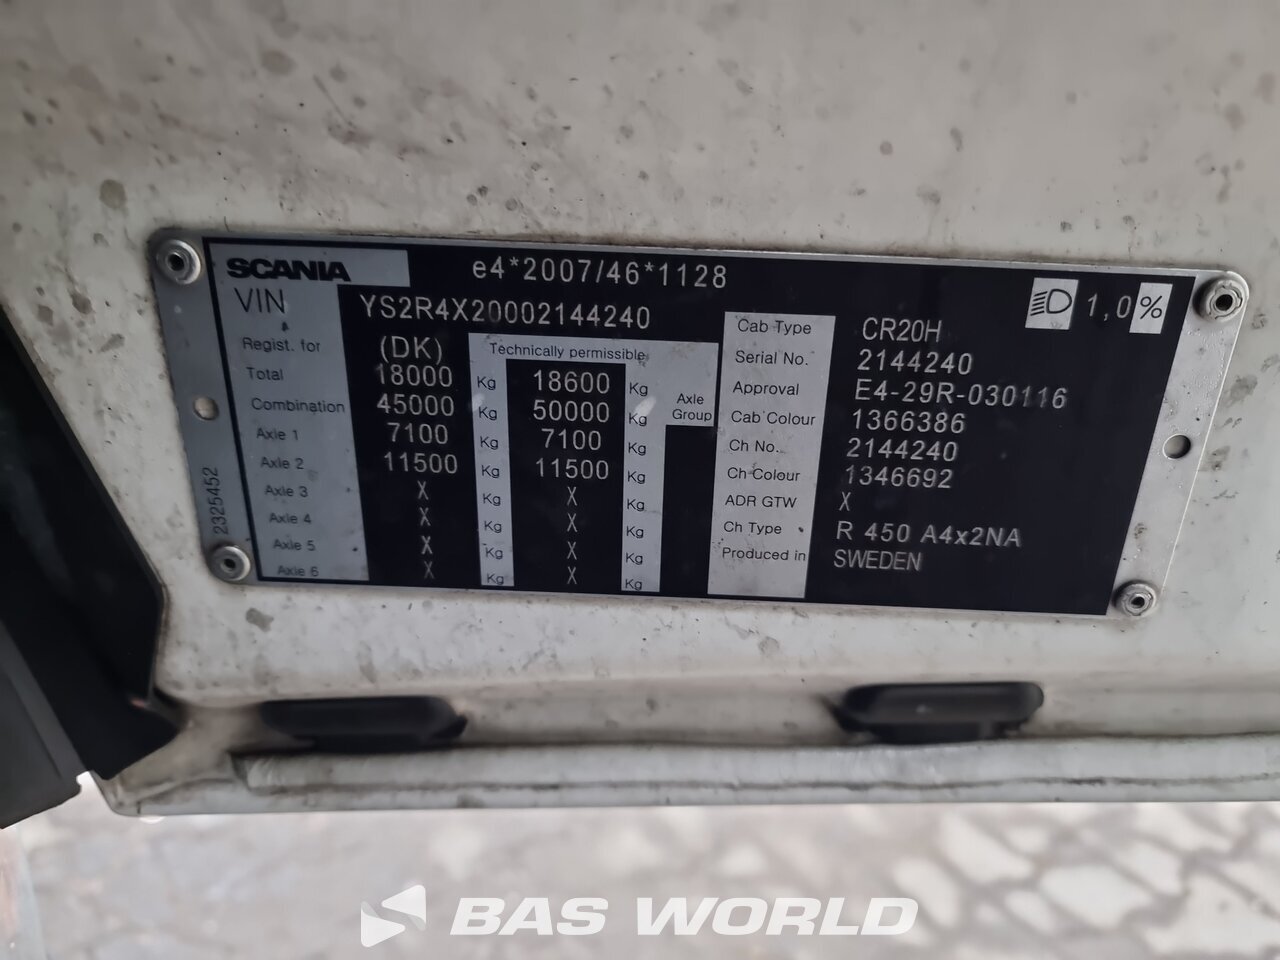 SCANIA e4*2007/46*1128
VIN YS2R4X20002144240
1,0%
Regist. for (DK) Technically permissible
Total 18000 Kg 18600 Kg
Combination 45000 Kg 50000 Kg
Axle Group
Axle 1 7100 Kg 7100 Kg
Axle 2 11500 Kg 11500 Kg
Axle 3 X Kg X Kg
Axle 4 X Kg X Kg
Axle 5 X Kg X Kg
Axle 6 X Kg X Kg
Cab Type CR20H
Serial No. 2144240
Approval E4-29R-030116
Cab Colour 1366386
Ch No. 2144240
Ch Colour 1346692
ADR GTW X
Ch Type R 450 A4x2NA
Produced in SWEDEN
2325452
BAS WORLD